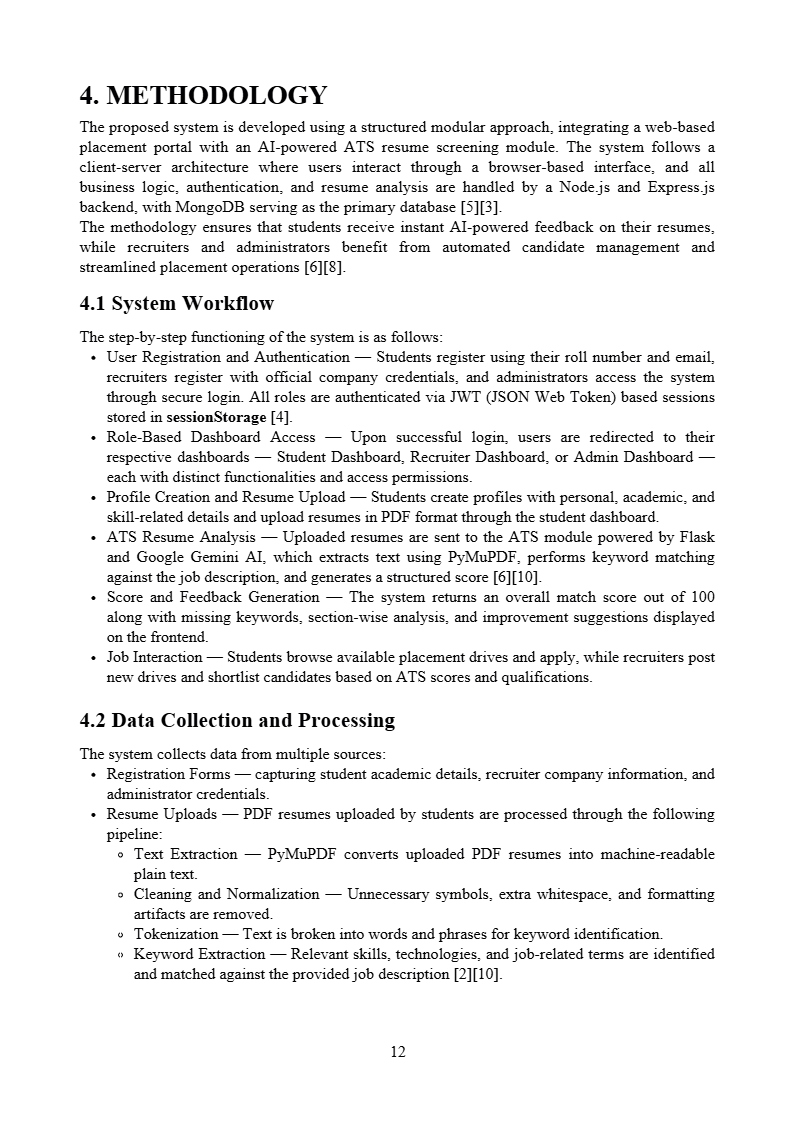 4. METHODOLOGY
The proposed system is developed using a structured modular approach, integrating a web-based
placement portal with an AI-powered ATS resume screening module. The system follows a
client-server architecture where users interact through a browser-based interface, and all
business logic, authentication, and resume analysis are handled by a Node.js and Express.js
backend, with MongoDB serving as the primary database [5][3].
The methodology ensures that students receive instant AI-powered feedback on their resumes,
while recruiters and administrators benefit from automated candidate management and
streamlined placement operations [6][8].
4.1 System Workflow
The step-by-step functioning of the system is as follows:
• User Registration and Authentication — Students register using their roll number and email,
recruiters register with official company credentials, and administrators access the system
through secure login. All roles are authenticated via JWT (JSON Web Token) based sessions
stored in sessionStorage [4].
• Role-Based Dashboard Access — Upon successful login, users are redirected to their
respective dashboards — Student Dashboard, Recruiter Dashboard, or Admin Dashboard —
each with distinct functionalities and access permissions.
• Profile Creation and Resume Upload — Students create profiles with personal, academic, and
skill-related details and upload resumes in PDF format through the student dashboard.
• ATS Resume Analysis — Uploaded resumes are sent to the ATS module powered by Flask
and Google Gemini AI, which extracts text using PyMuPDF, performs keyword matching
against the job description, and generates a structured score [6][10].
• Score and Feedback Generation — The system returns an overall match score out of 100
along with missing keywords, section-wise analysis, and improvement suggestions displayed
on the frontend.
• Job Interaction — Students browse available placement drives and apply, while recruiters post
new drives and shortlist candidates based on ATS scores and qualifications.
4.2 Data Collection and Processing
The system collects data from multiple sources:
• Registration Forms — capturing student academic details, recruiter company information, and
administrator credentials.
• Resume Uploads — PDF resumes uploaded by students are processed through the following
pipeline:
◦ Text Extraction — PyMuPDF converts uploaded PDF resumes into machine-readable
plain text.
◦ Cleaning and Normalization — Unnecessary symbols, extra whitespace, and formatting
artifacts are removed.
◦ Tokenization — Text is broken into words and phrases for keyword identification.
◦ Keyword Extraction — Relevant skills, technologies, and job-related terms are identified
and matched against the provided job description [2][10].
12